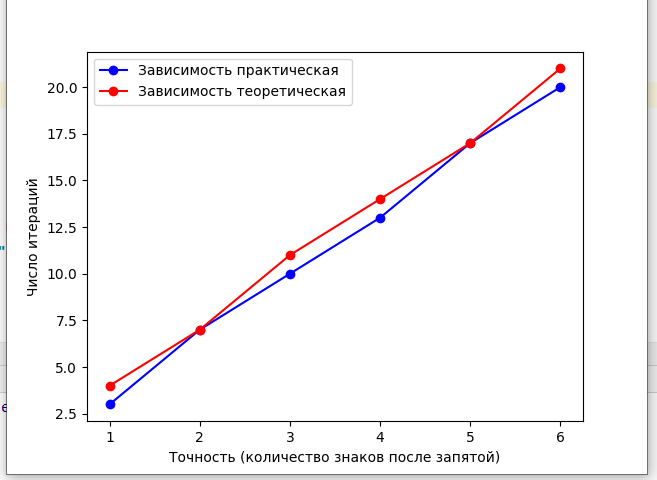 Зависимость практическая
Зависимость теоретическая
20.0
17.5
15.0
12.5
10.0
7.5
5.0
2.5
Число итераций
1 2 3 4 5 6
Точность (количество знаков после запятой)